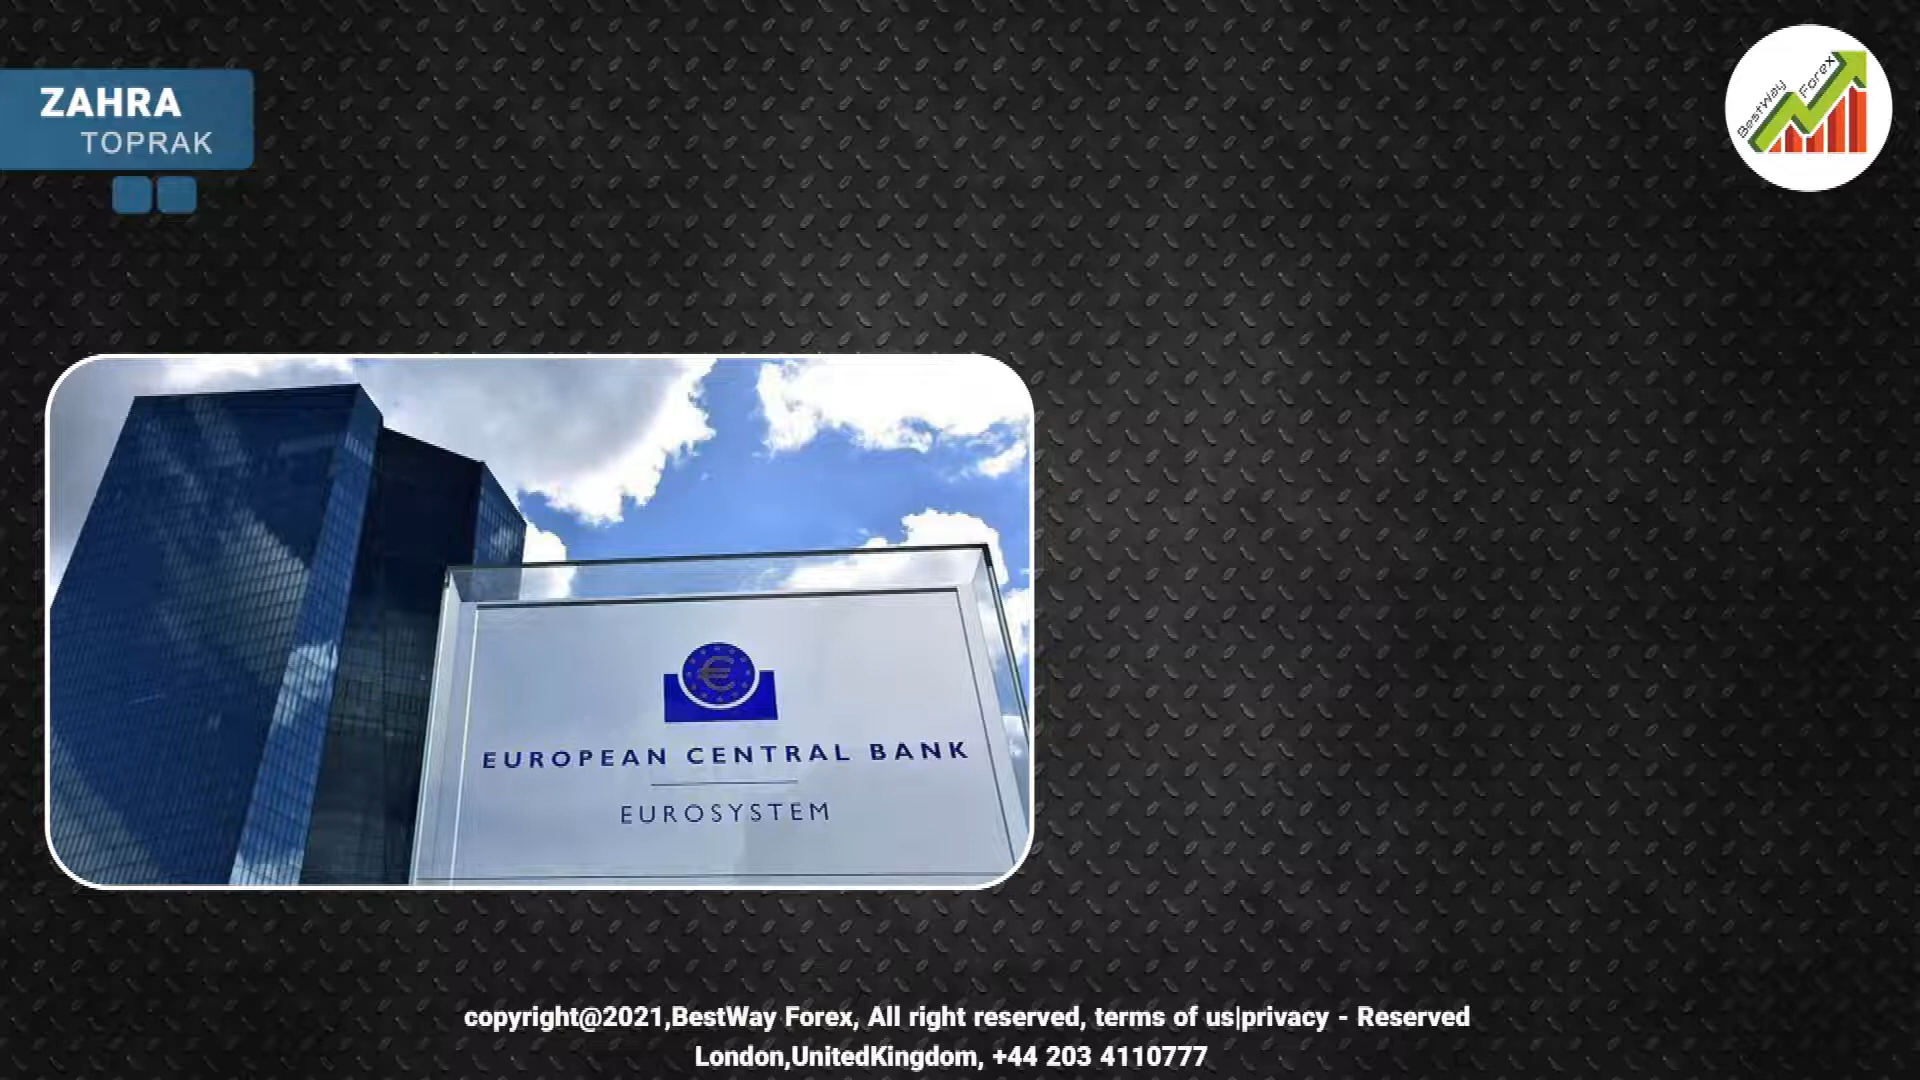 ZAHRA
TOPRAK
BestWay Forex
EUROPEAN CENTRAL BANK
EUROSYSTEM
copyright@2021,BestWay Forex, All right reserved, terms of us|privacy - Reserved
London,UnitedKingdom, +44 203 4110777